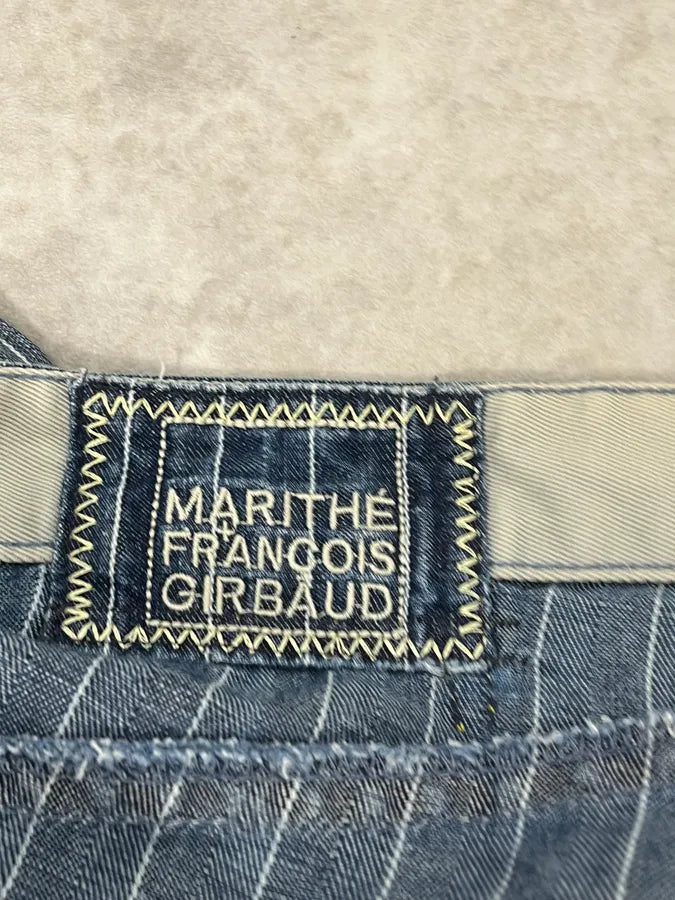 MARITHÉ
+
FRANÇOIS
GIRBAUD